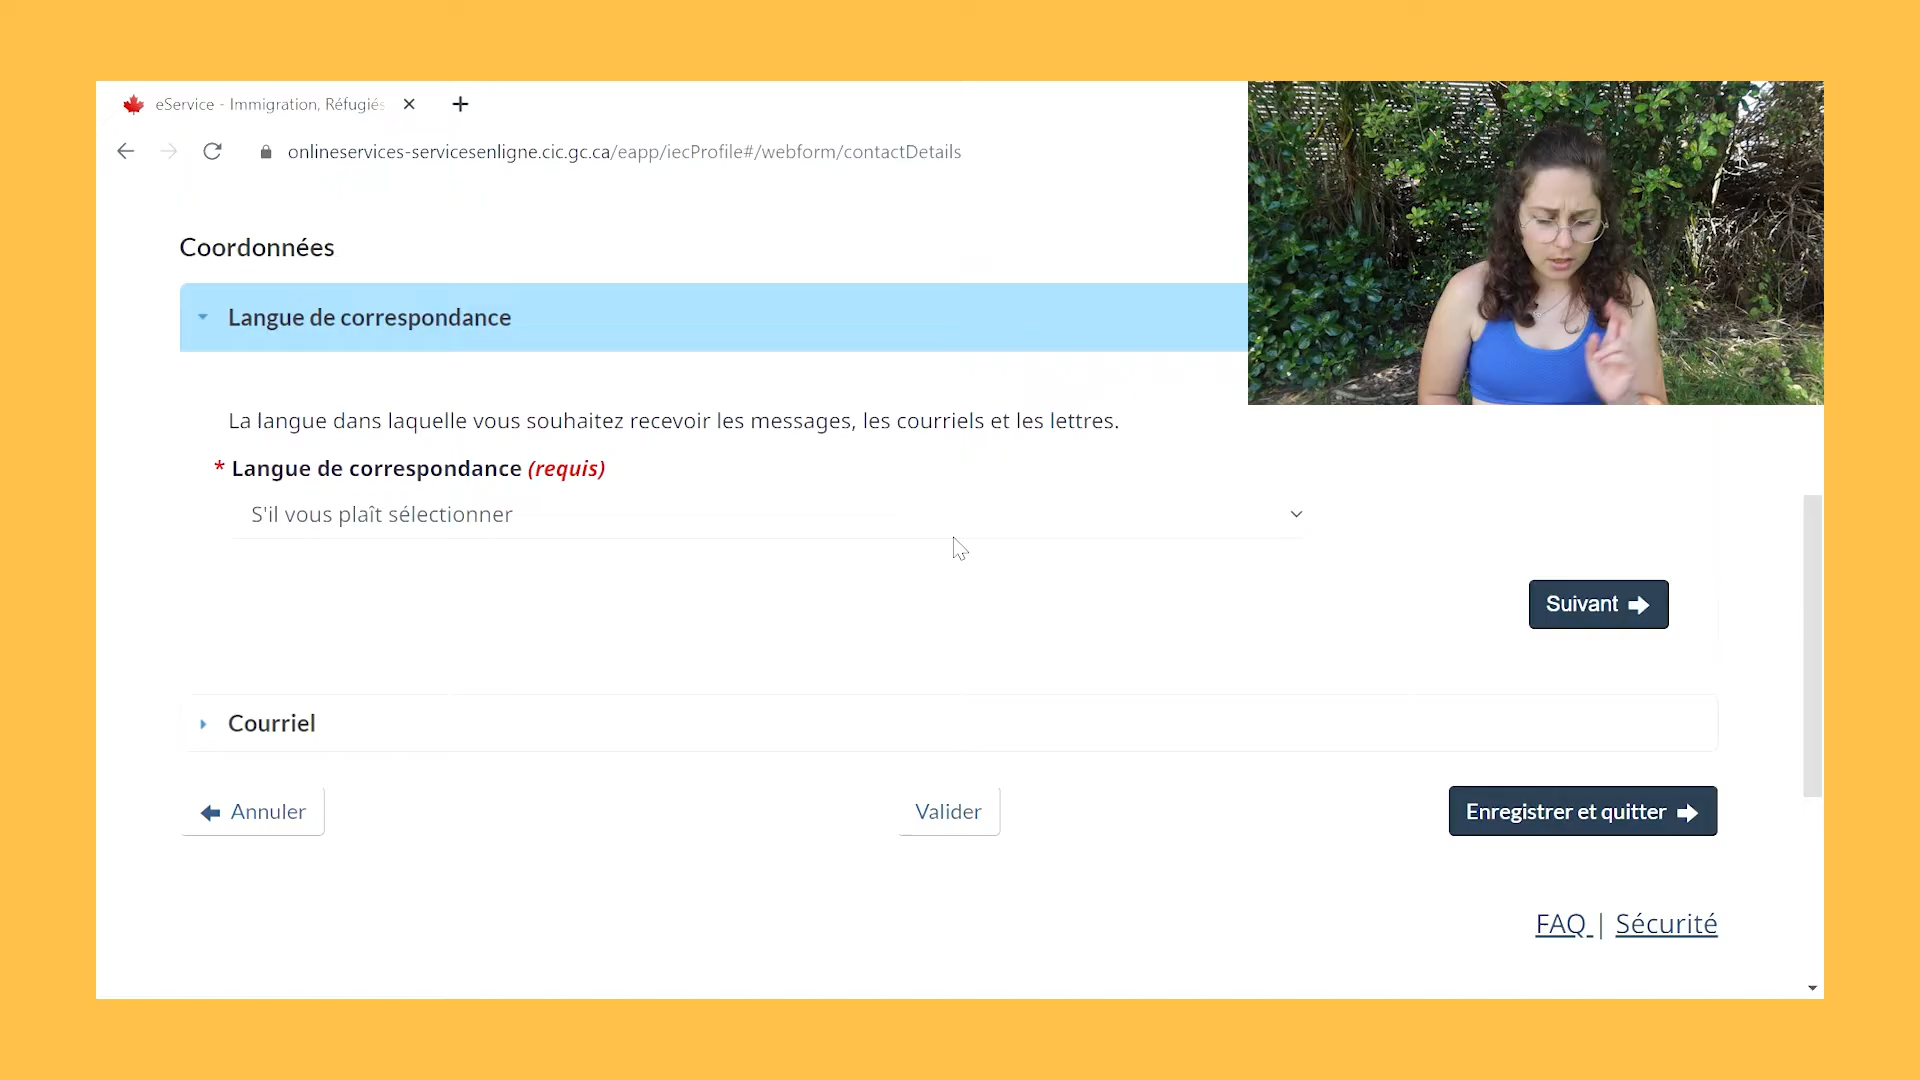 eService - Immigration, Réfugiés
onlineservices-servicesenligne.cic.gc.ca/eapp/iecProfile#/webform/contactDetails
Coordonnées
Langue de correspondance
La langue dans laquelle vous souhaitez recevoir les messages, les courriels et les lettres.
* Langue de correspondance (requis)
S'il vous plaît sélectionner
Suivant
Courriel
Annuler
Valider
Enregistrer et quitter
FAQ | Sécurité